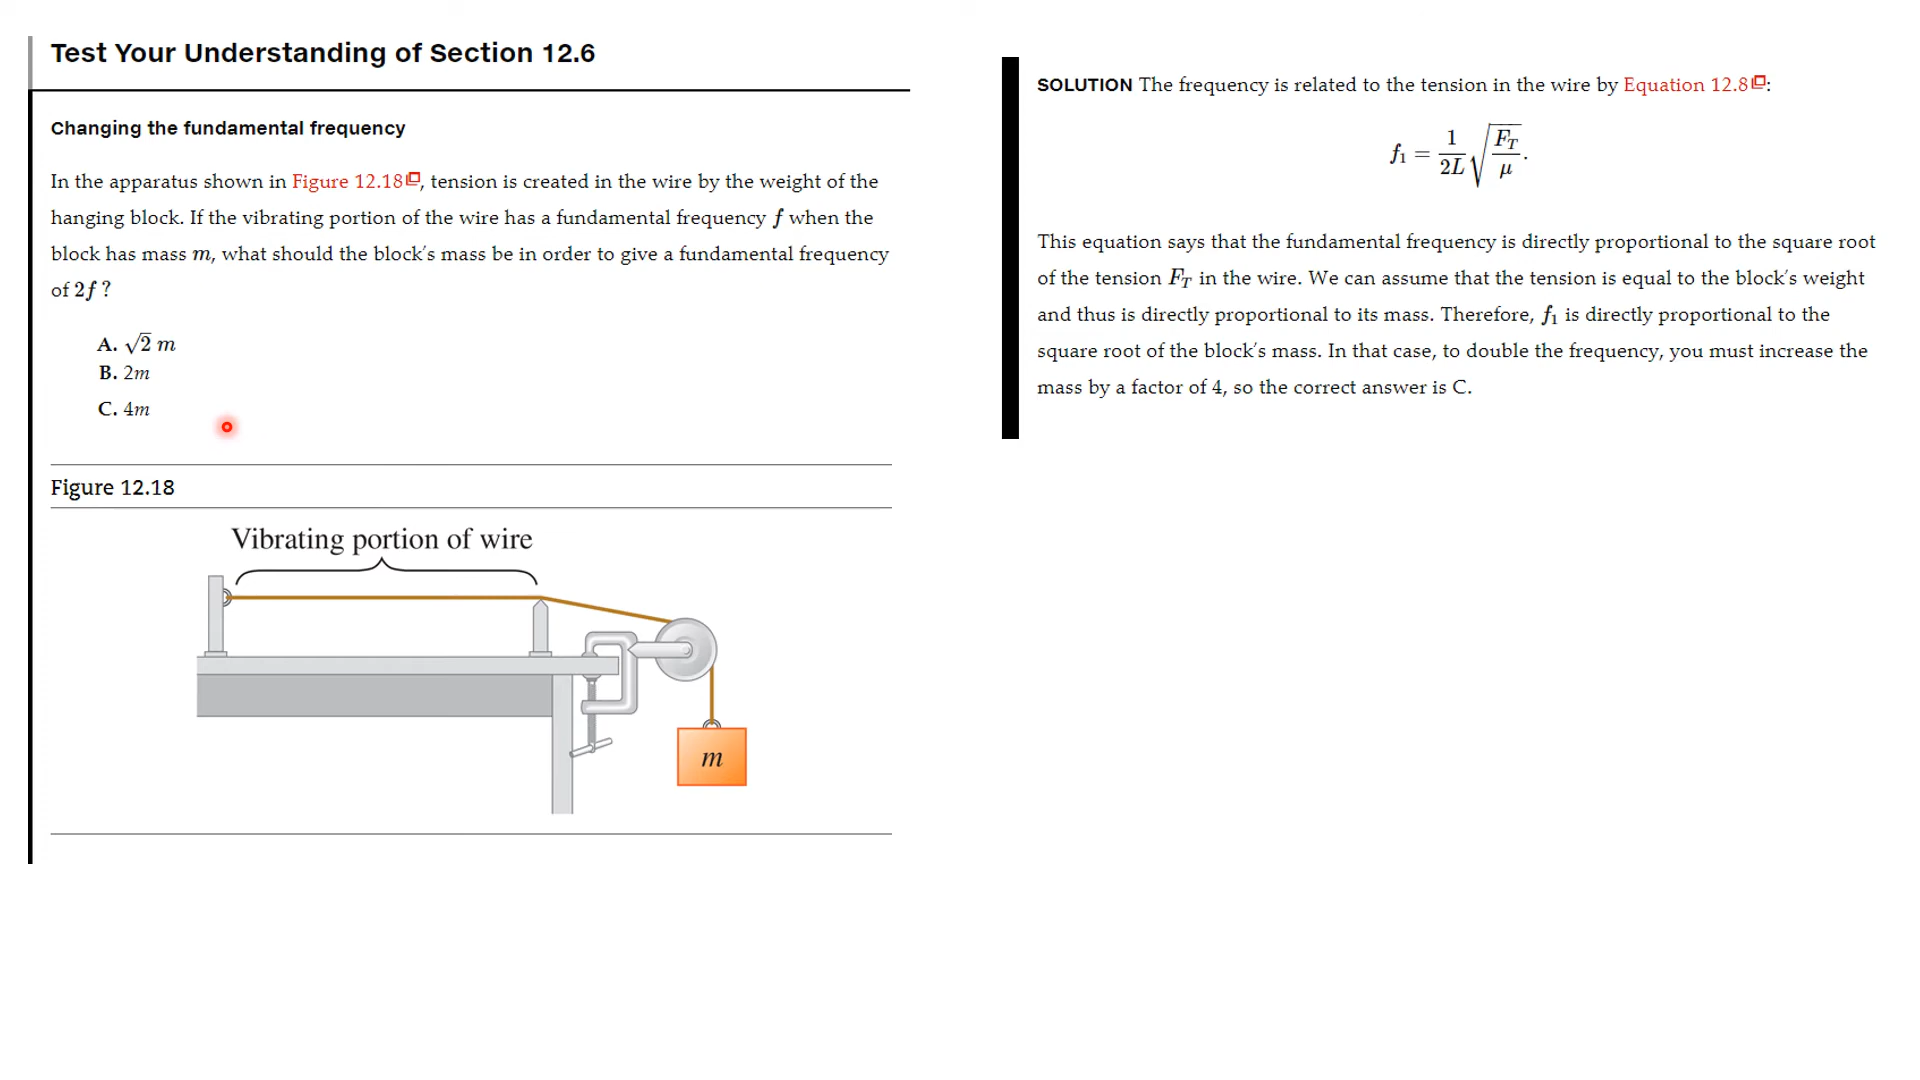 Test Your Understanding of Section 12.6
Changing the fundamental frequency
In the apparatus shown in Figure 12.18, tension is created in the wire by the weight of the
hanging block. If the vibrating portion of the wire has a fundamental frequency f when the
block has mass m, what should the block's mass be in order to give a fundamental frequency
of 2f ?
A. √2 m
B. 2m
C. 4m
Figure 12.18
Vibrating portion of wire
m
SOLUTION The frequency is related to the tension in the wire by Equation 12.8:
f₁ = 1/2L √(F_T/μ).
This equation says that the fundamental frequency is directly proportional to the square root
of the tension F_T in the wire. We can assume that the tension is equal to the block's weight
and thus is directly proportional to its mass. Therefore, f₁ is directly proportional to the
square root of the block's mass. In that case, to double the frequency, you must increase the
mass by a factor of 4, so the correct answer is C.